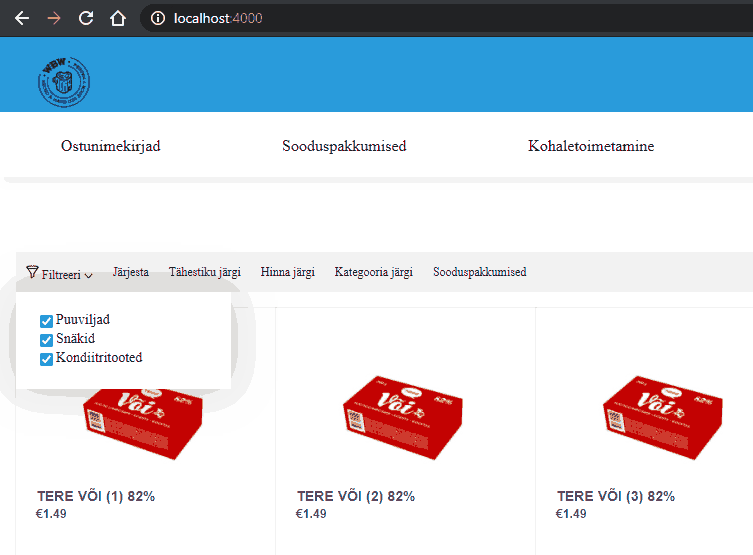 localhost:4000
WBW
Ostunimekirjad Sooduspakkumised Kohaletoimetamine
Filtreeri Järjesta Tähestiku järgi Hinna järgi Kategooria järgi Sooduspakkumised
Puuviljad
Snäkid
Kondiitritooted
Või Või Või
TERE VÕI (1) 82% TERE VÕI (2) 82% TERE VÕI (3) 82%
€1.49 €1.49 €1.49